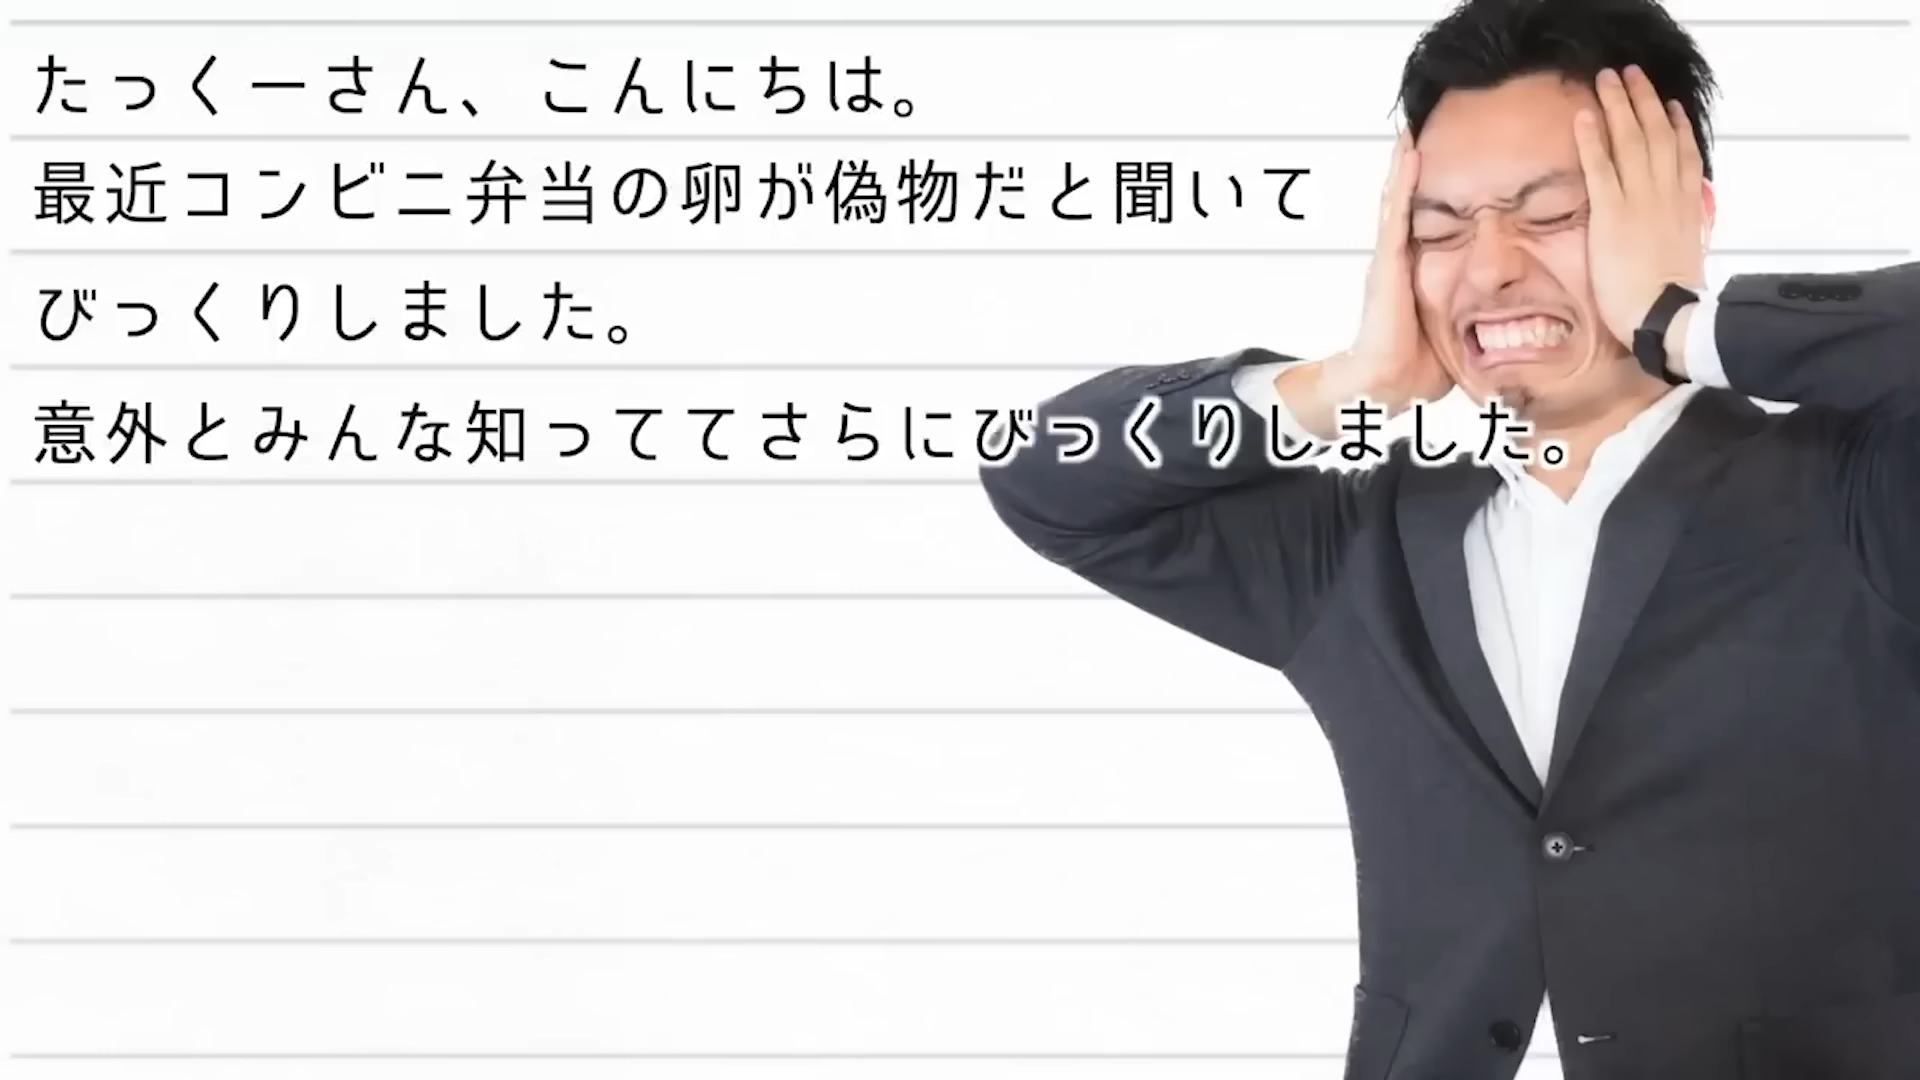 たっくーさん、こんにちは。
最近コンビニ弁当の卵が偽物だと聞いて
びっくりしました。
意外とみんな知っててさらにびっくりしました。